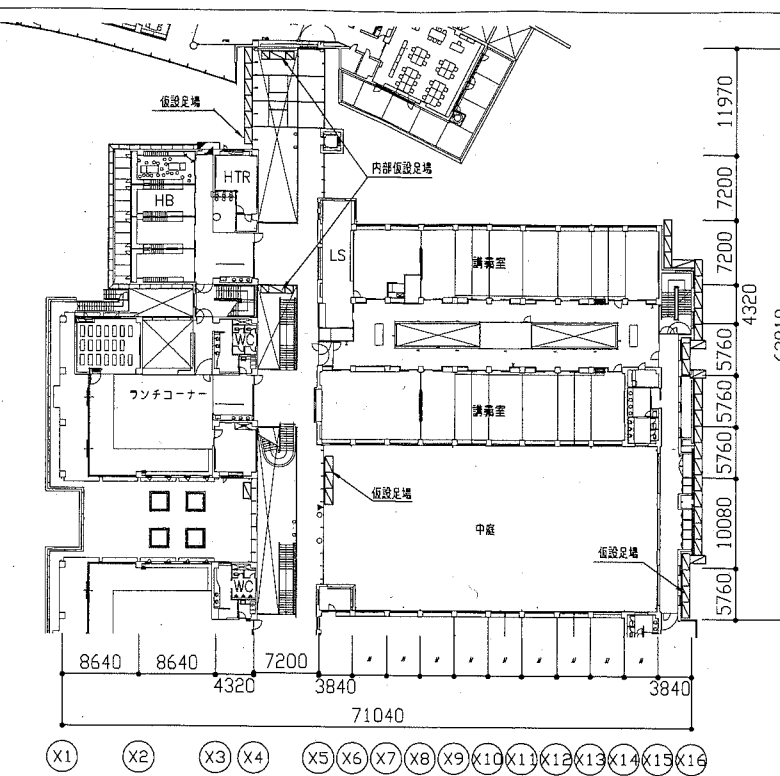 仮設足場
内部仮設足場
HTR
HB
LS
講義室
WC
ランチコーナー
講義室
仮設足場
中庭
仮設足場
WC
11970
7200
7200
4320
5760
5760
5760
10080
5760
8640
8640
4320
7200
3840
〃
〃
〃
〃
〃
〃
〃
〃
〃
3840
71040
X1
X2
X3
X4
X5
X6
X7
X8
X9
X10
X11
X12
X13
X14
X15
X16